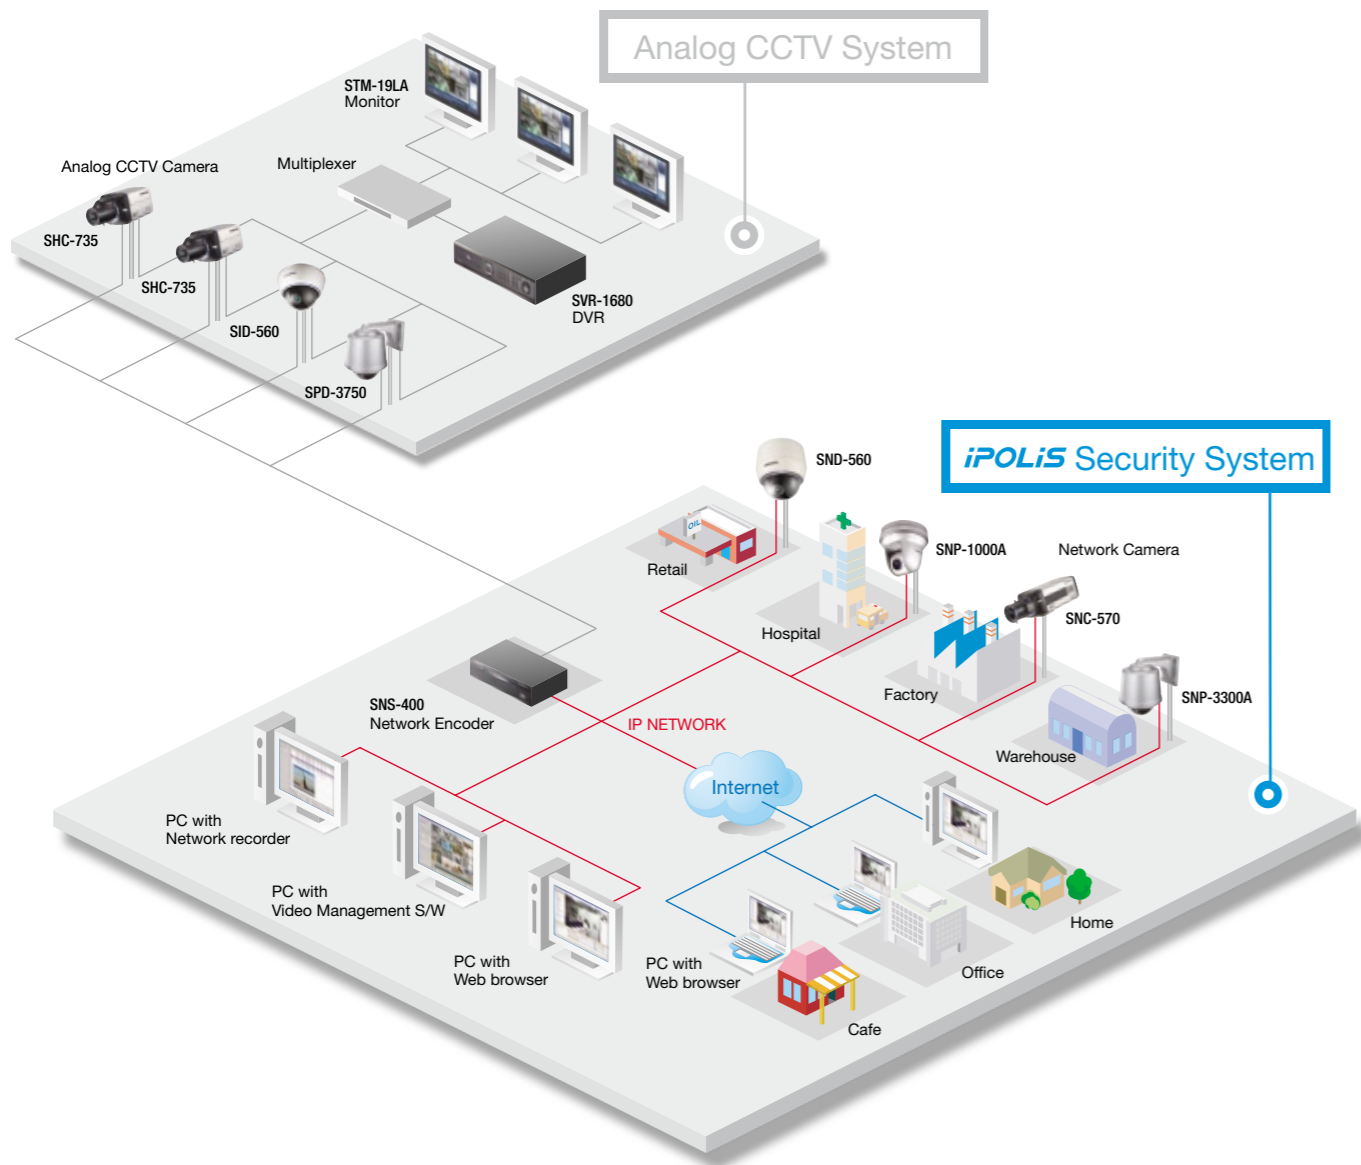 Analog CCTV System
STM-19LA
Monitor
Analog CCTV Camera
Multiplexer
SHC-735
SHC-735
SID-560
SVR-1680
DVR
SPD-3750
iPOLiS Security System
SND-560
OIL
Retail
SNP-1000A
Network Camera
Hospital
SNC-570
Factory
SNP-3300A
SNS-400
Network Encoder
IP NETWORK
Warehouse
Internet
PC with
Network recorder
PC with
Video Management S/W
PC with
Web browser
PC with
Web browser
Home
Office
Cafe